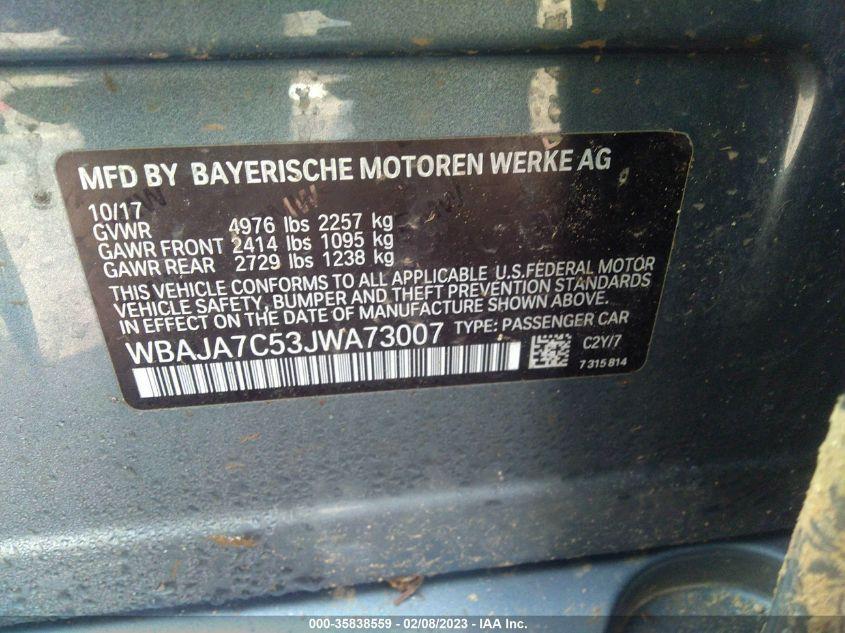 MFD BY BAYERISCHE MOTOREN WERKE AG
10/17
GVWR 4976 lbs 2257 kg
GAWR FRONT 2414 lbs 1095 kg
GAWR REAR 2729 lbs 1238 kg
THIS VEHICLE CONFORMS TO ALL APPLICABLE U.S.FEDERAL MOTOR
VEHICLE SAFETY, BUMPER AND THEFT PREVENTION STANDARDS
IN EFFECT ON THE DATE OF MANUFACTURE SHOWN ABOVE.
WBAJA7C53JWA73007 TYPE: PASSENGER CAR
C2Y/7
7 315 814
000-35838559 - 02/08/2023 - IAA Inc.